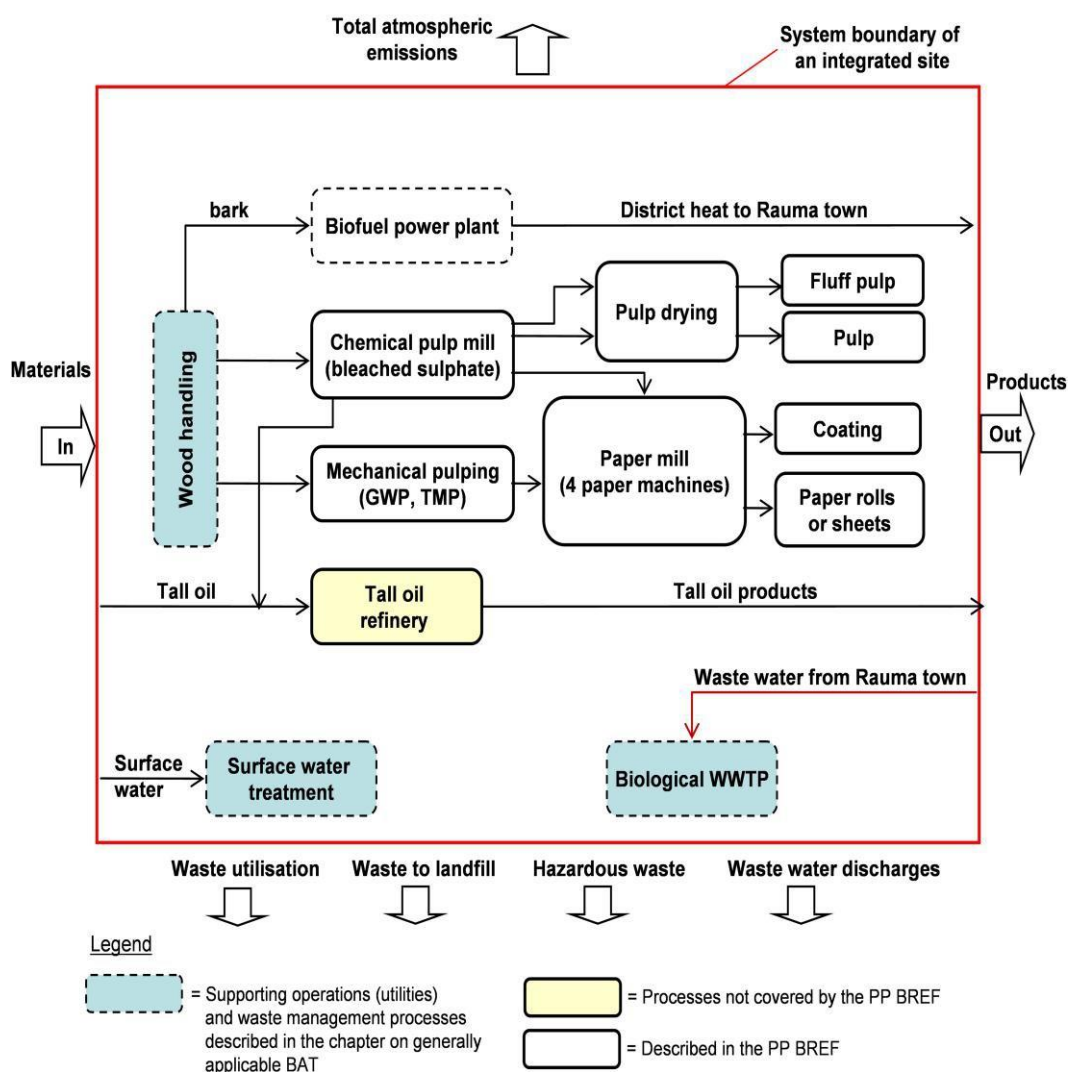 Total atmospheric
emissions
System boundary of
an integrated site
bark
Biofuel power plant
District heat to Rauma town
Wood handling
Chemical pulp mill
(bleached sulphate)
Pulp drying
Fluff pulp
Pulp
Materials
In
Products
Out
Mechanical pulping
(GWP, TMP)
Paper mill
(4 paper machines)
Coating
Paper rolls
or sheets
Tall oil
Tall oil
refinery
Tall oil products
Waste water from Rauma town
Surface
water
Surface water
treatment
Biological WWTP
Waste utilisation
Waste to landfill
Hazardous waste
Waste water discharges
Legend
= Supporting operations (utilities)
and waste management processes
described in the chapter on generally
applicable BAT
= Processes not covered by the PP BREF
= Described in the PP BREF